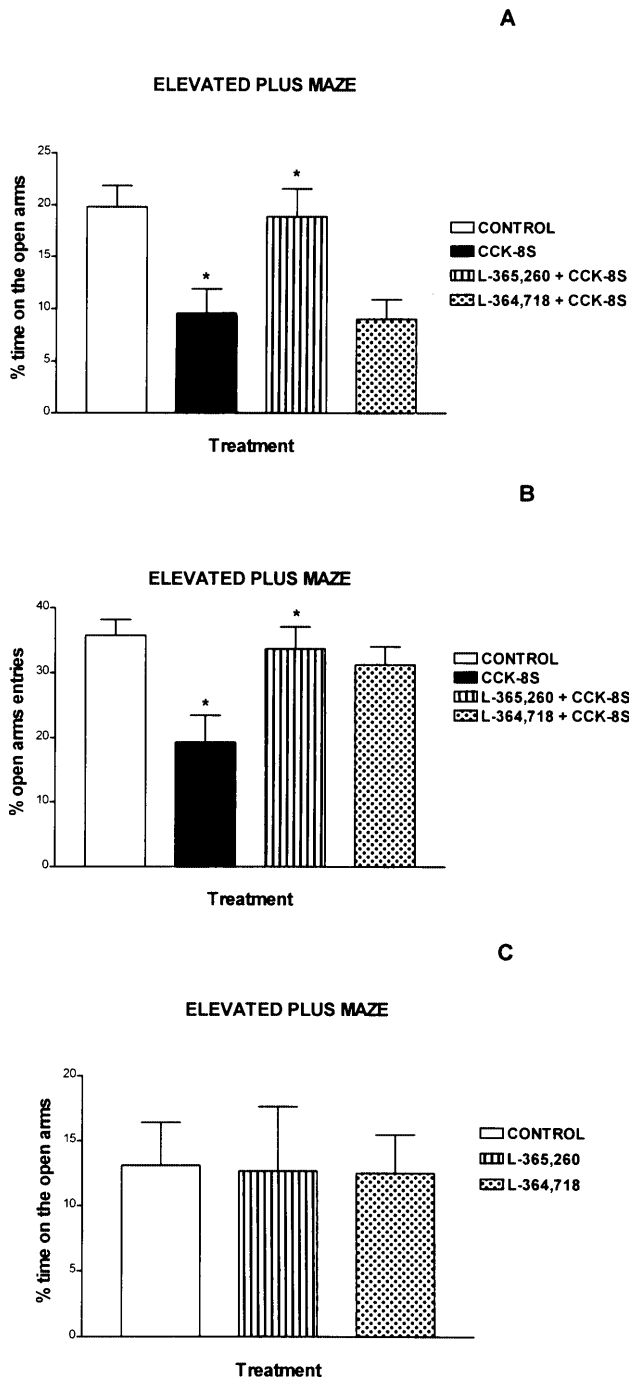 A
ELEVATED PLUS MAZE
% time on the open arms
25
20
15
10
5
0
*
*
CONTROL
CCK-8S
L-365,260 + CCK-8S
L-364,718 + CCK-8S
Treatment
B
ELEVATED PLUS MAZE
% open arms entries
40
30
20
10
0
*
*
CONTROL
CCK-8S
L-365,260 + CCK-8S
L-364,718 + CCK-8S
Treatment
C
ELEVATED PLUS MAZE
% time on the open arms
20
15
10
5
0
CONTROL
L-365,260
L-364,718
Treatment